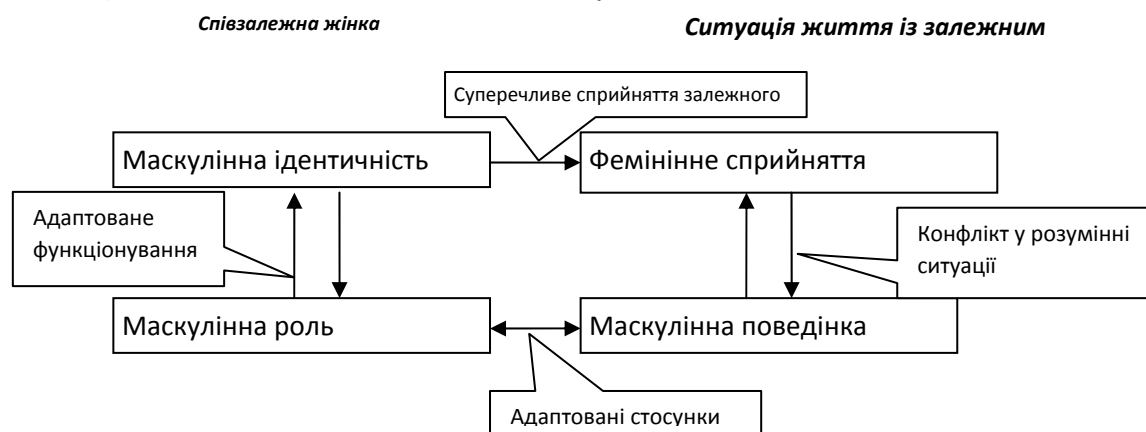 Співзалежна жінка
Ситуація життя із залежним
Суперечливе сприйняття залежного
Маскулінна ідентичність
Фемінінне сприйняття
Адаптоване
функціонування
Конфлікт у розумінні
ситуації
Маскулінна роль
Маскулінна поведінка
Адаптовані стосунки